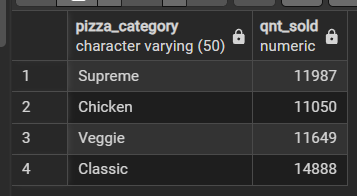 pizza_category qnt_sold
character varying (50) numeric
1 Supreme 11987
2 Chicken 11050
3 Veggie 11649
4 Classic 14888